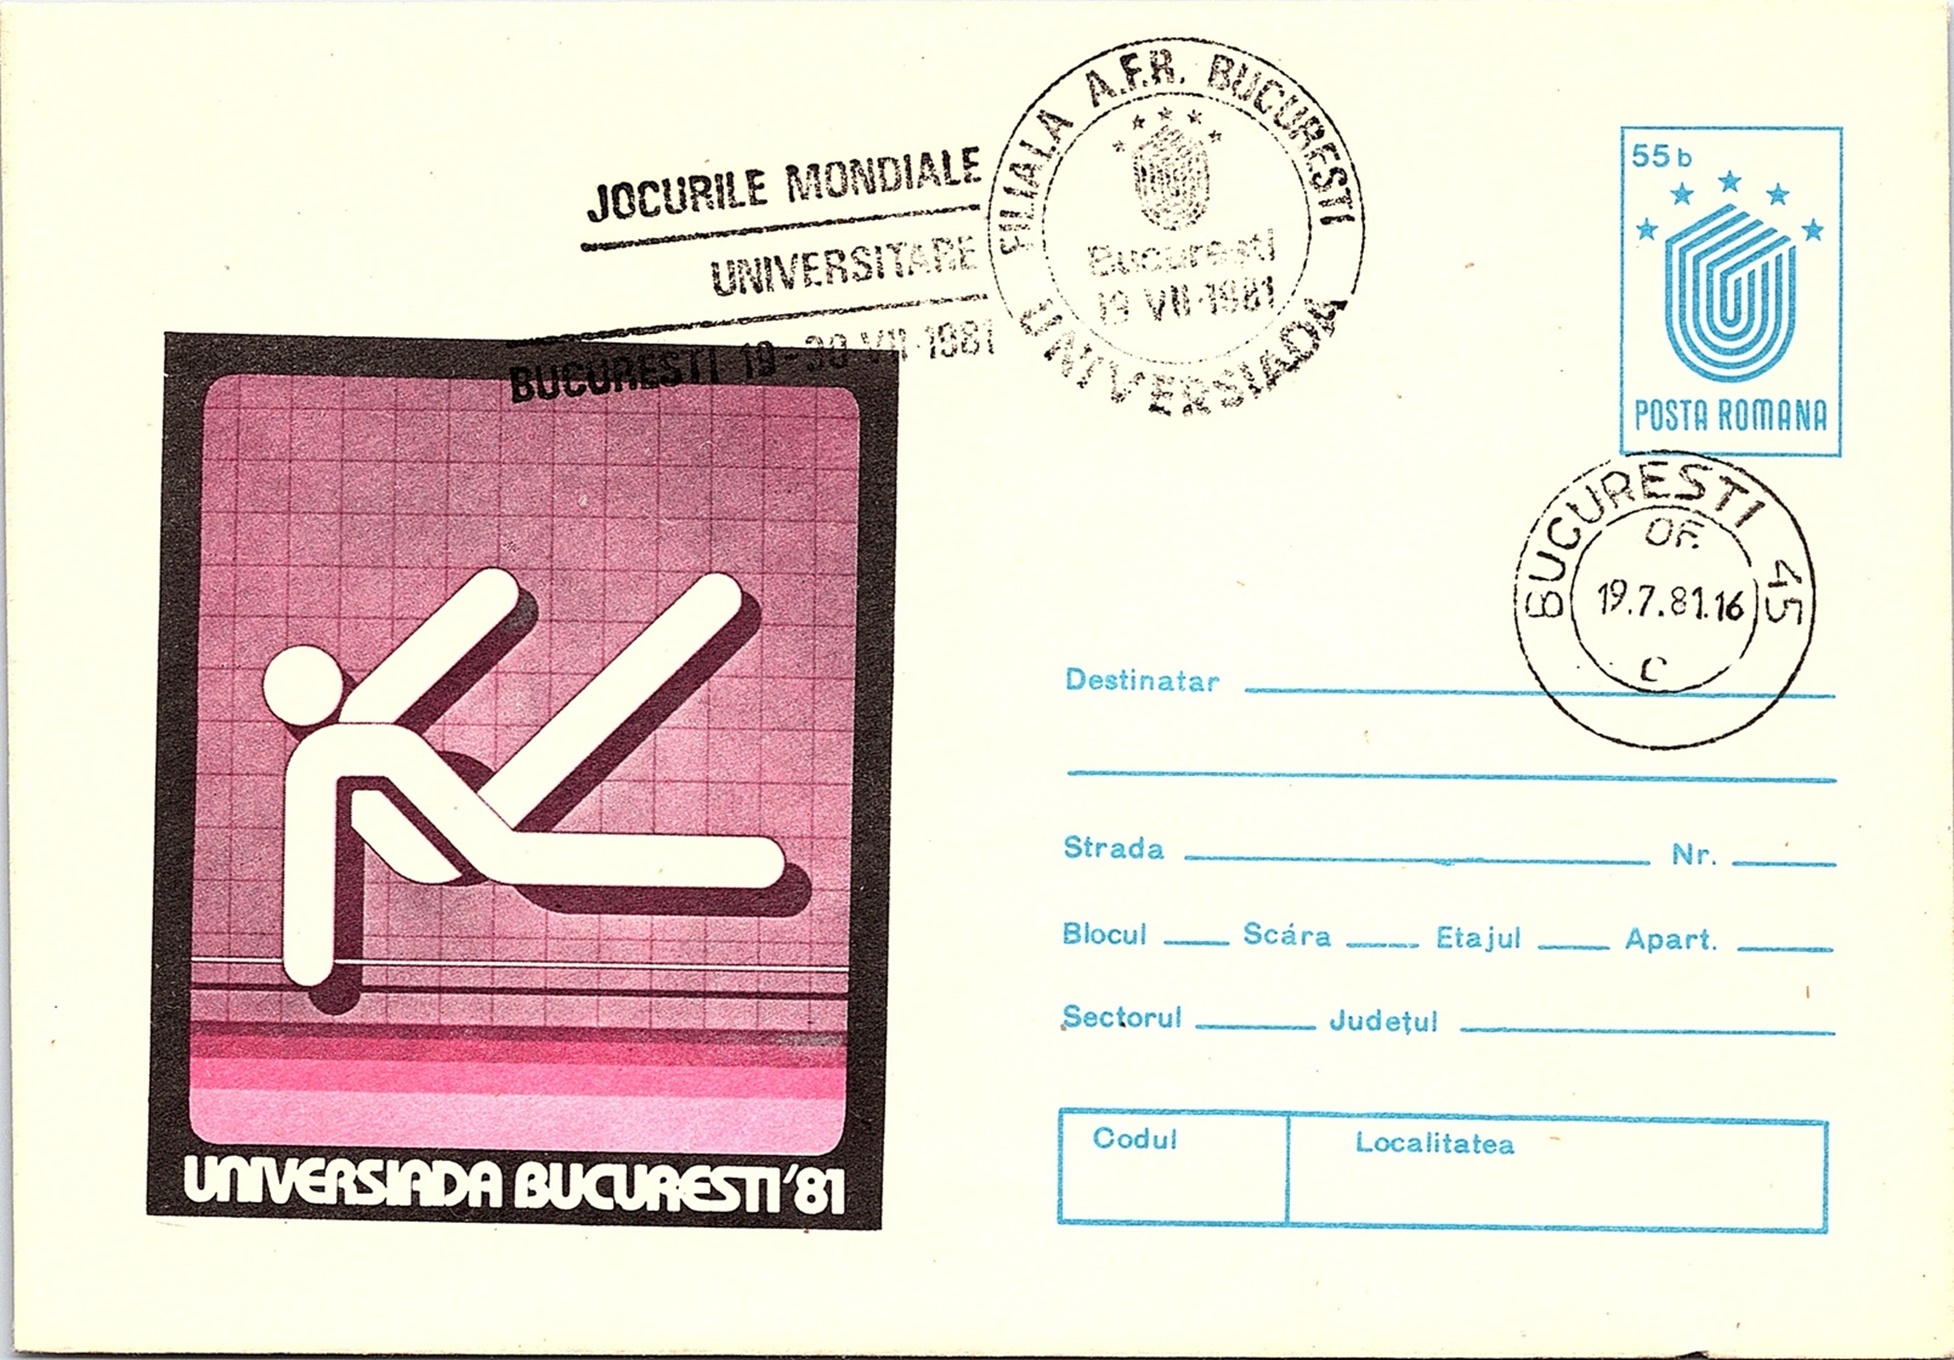 JOCURILE MONDIALE
UNIVERSITARE
BUCURESTI 19-30 VII·1981
FILIALA A.F.R. BUCURESTI
Bucuresti
19 VII·1981
UNIVERSIADA
55 b
POSTA ROMANA
BUCURESTI 45
OF.
19.7.81.16
C
Destinatar
Strada Nr.
Blocul Scára Etajul Apart.
Sectorul Județul
Codul Localitatea
UNIVERSIADA BUCURESTI'81